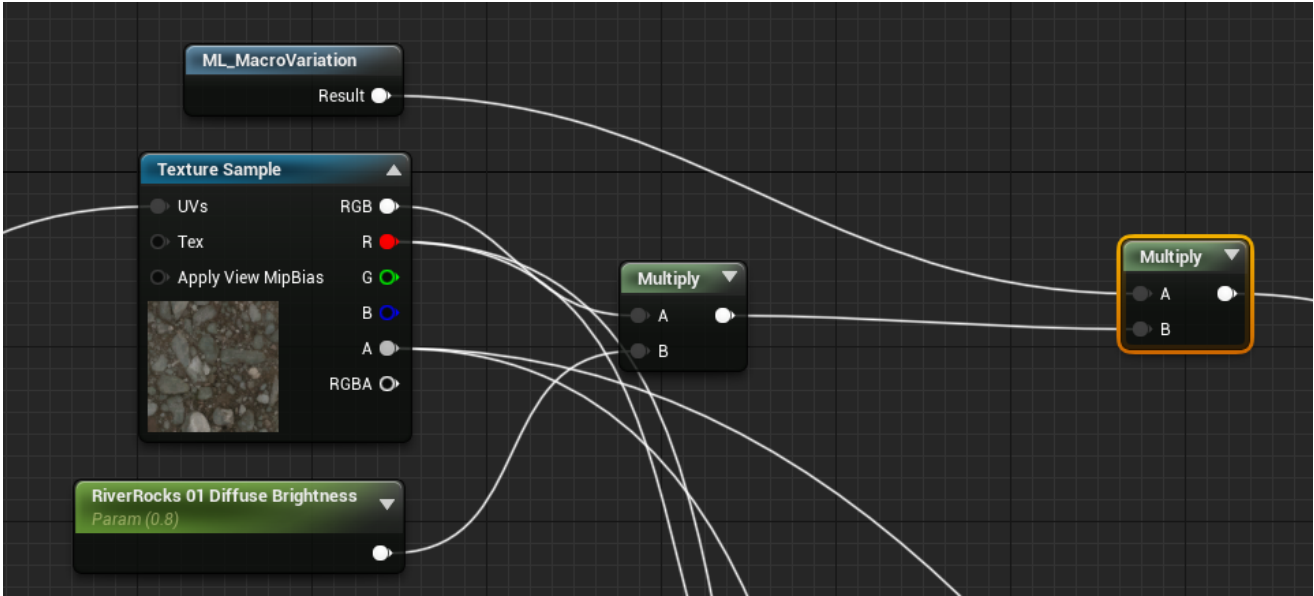 ML_MacroVariation
Result
Texture Sample
UVs RGB
Tex R
Apply View MipBias G
B
A
RGBA
Multiply
A
B
Multiply
A
B
RiverRocks 01 Diffuse Brightness
Param (0.8)